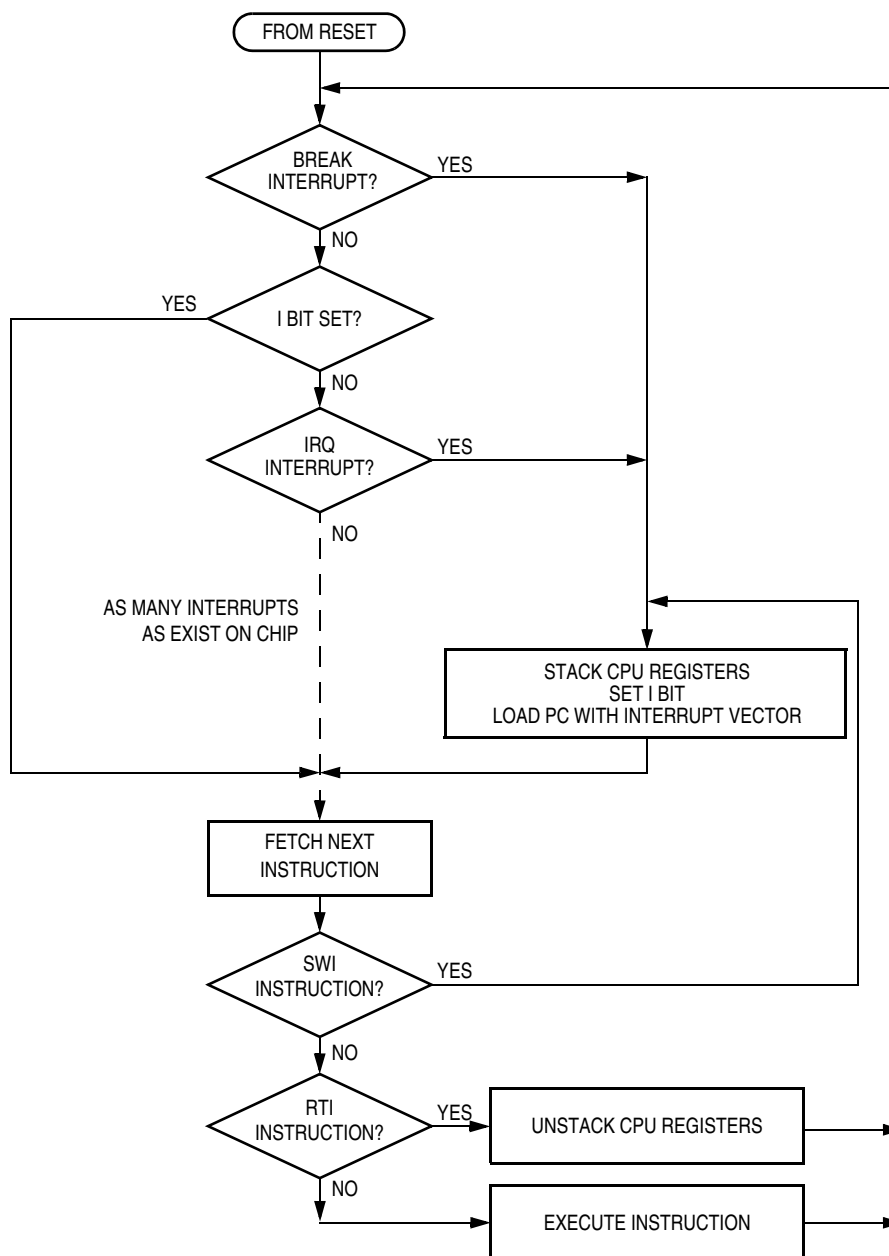 FROM RESET
BREAK
INTERRUPT?
YES
NO
YES
I BIT SET?
NO
IRQ
INTERRUPT?
YES
NO
AS MANY INTERRUPTS
AS EXIST ON CHIP
STACK CPU REGISTERS
SET I BIT
LOAD PC WITH INTERRUPT VECTOR
FETCH NEXT
INSTRUCTION
SWI
INSTRUCTION?
YES
NO
RTI
INSTRUCTION?
YES
UNSTACK CPU REGISTERS
NO
EXECUTE INSTRUCTION